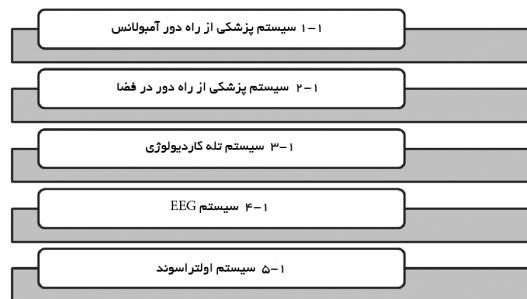 ۱-۱ سیستم پزشکی از راه دور آمبولانس
۲-۱ سیستم پزشکی از راه دور در فضا
۳-۱ سیستم تله کاردیولوژی
۴-۱ سیستم EEG
۵-۱ سیستم اولتراسوند